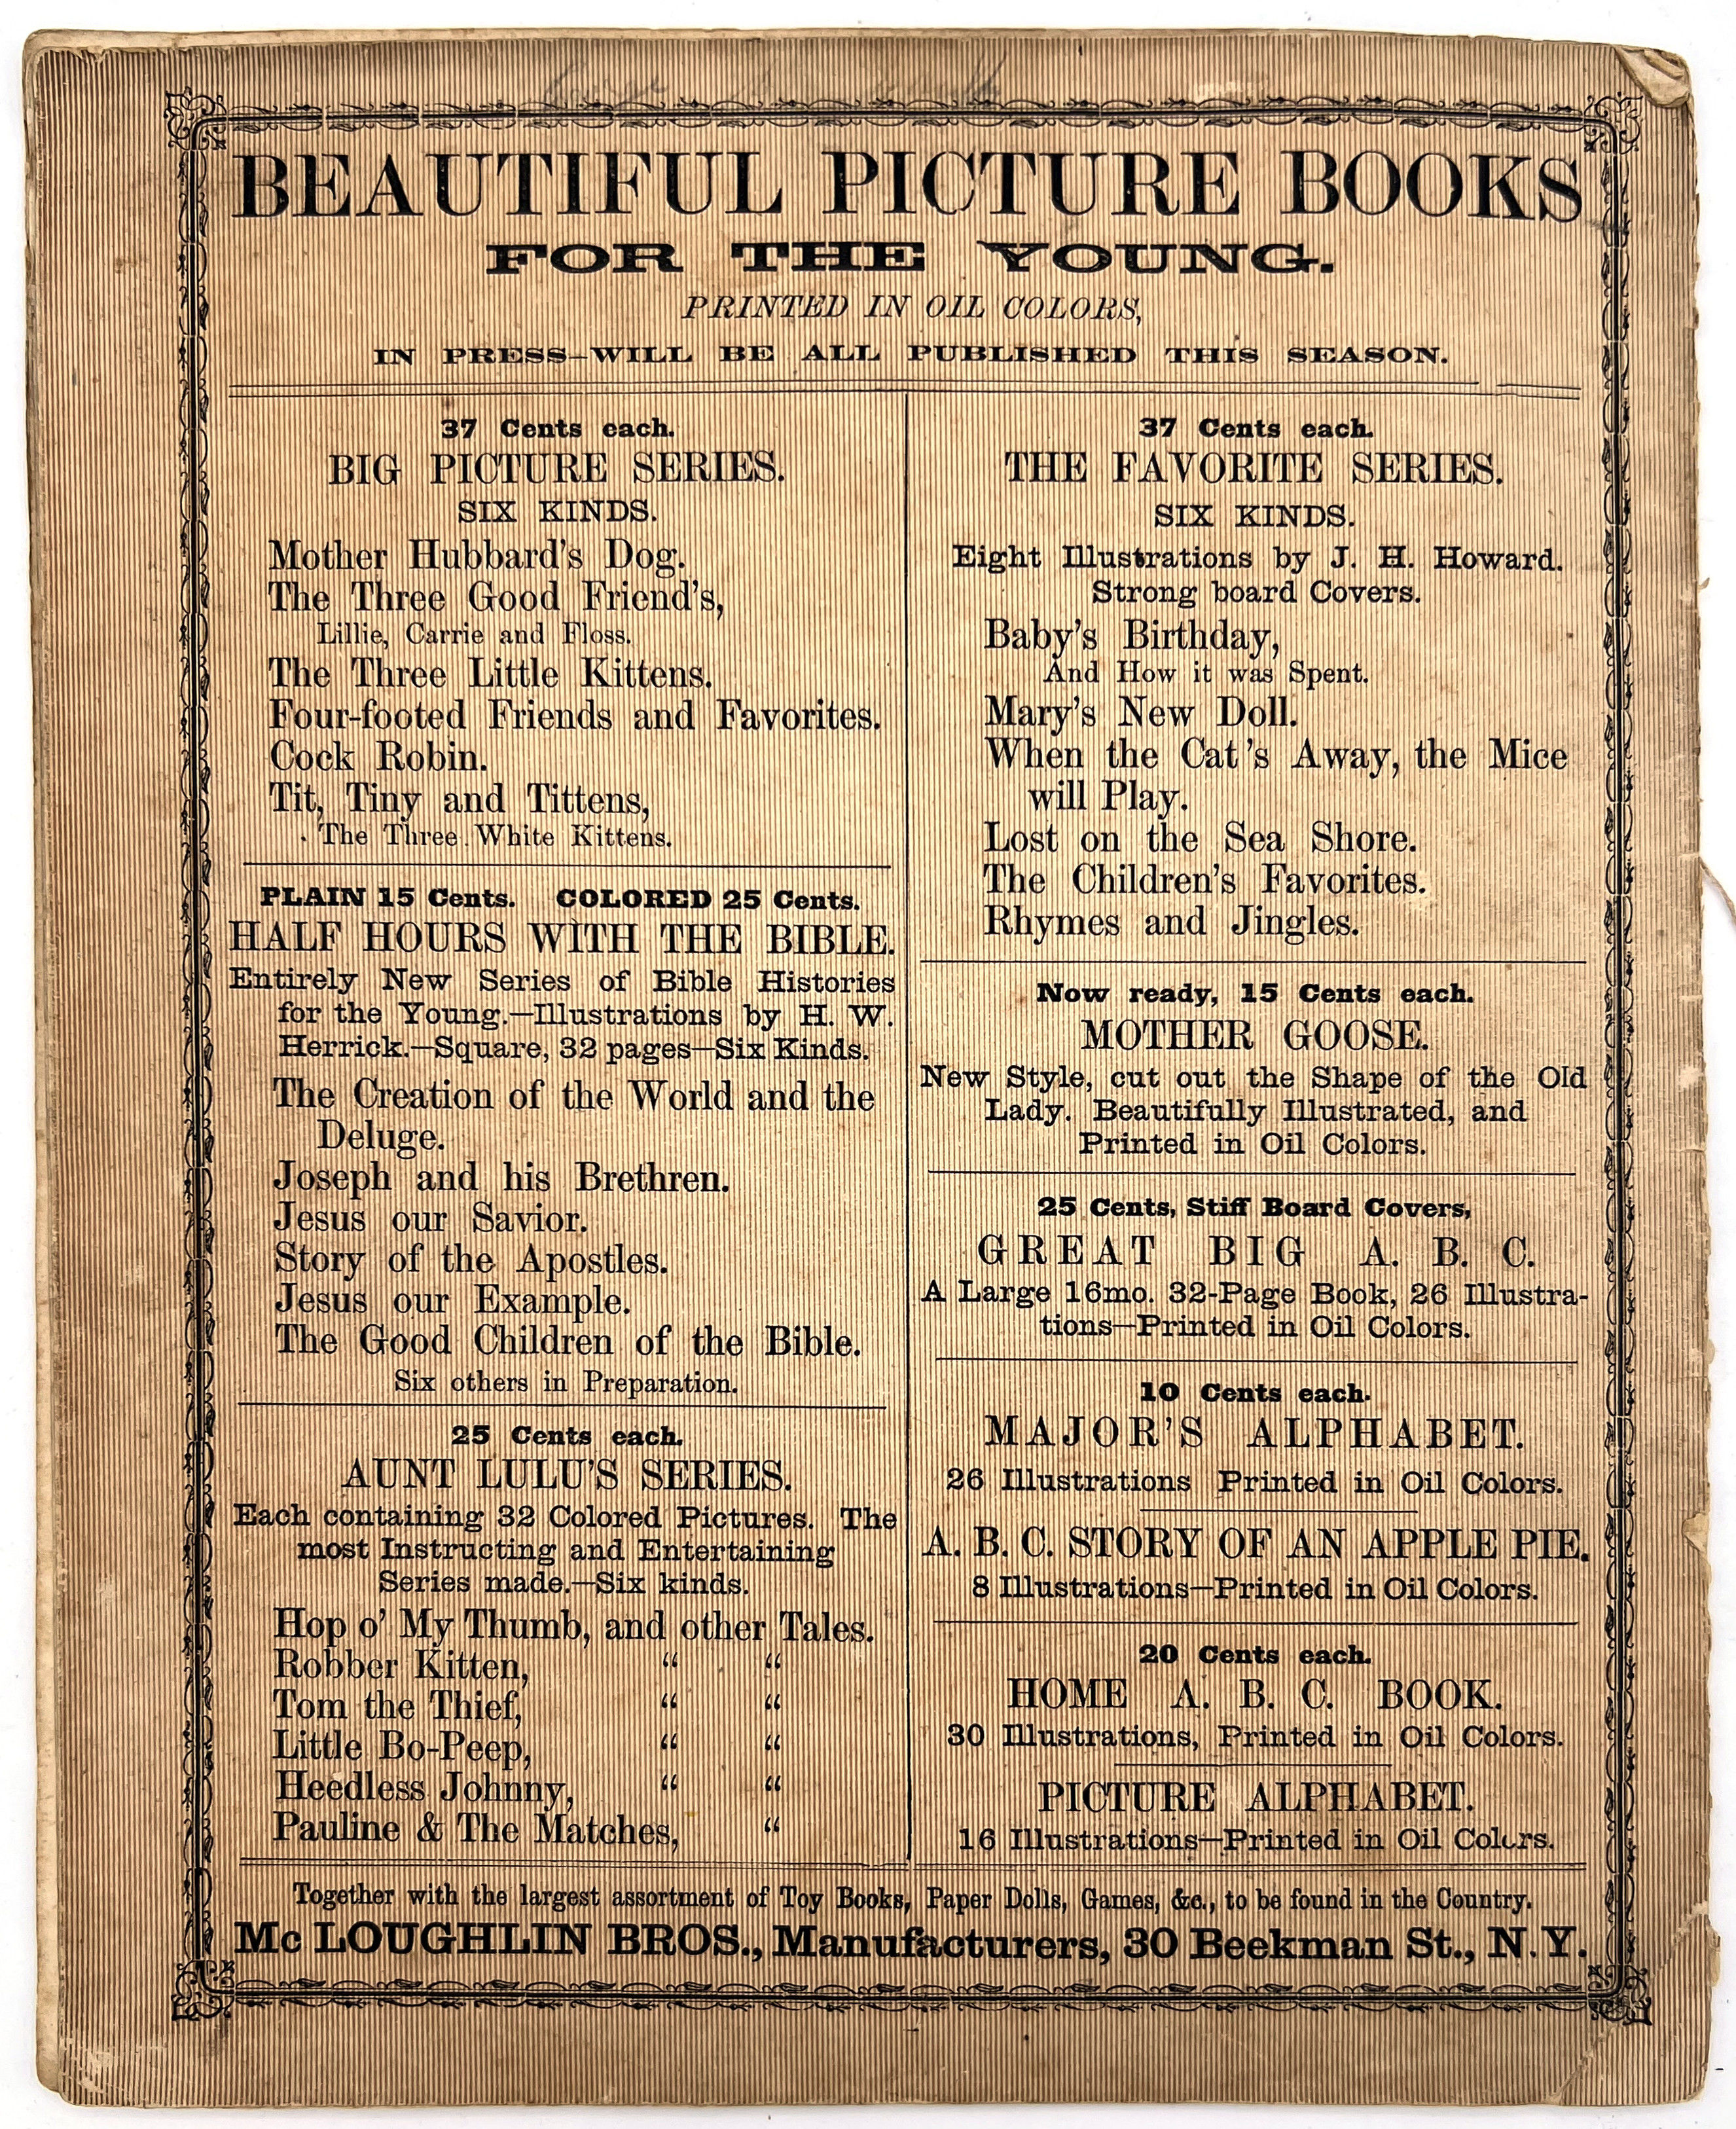 BEAUTIFUL PICTURE BOOKS
FOR THE YOUNG.
PRINTED IN OIL COLORS,
IN PRESS—WILL BE ALL PUBLISHED THIS SEASON.
37 Cents each.
BIG PICTURE SERIES.
SIX KINDS.
Mother Hubbard's Dog.
The Three Good Friend's,
Lillie, Carrie and Floss.
The Three Little Kittens.
Four-footed Friends and Favorites.
Cock Robin.
Tit, Tiny and Tittens,
The Three White Kittens.
PLAIN 15 Cents. COLORED 25 Cents.
HALF HOURS WITH THE BIBLE.
Entirely New Series of Bible Histories
for the Young.—Illustrations by H. W.
Herrick.—Square, 32 pages—Six Kinds.
The Creation of the World and the
Deluge.
Joseph and his Brethren.
Jesus our Savior.
Story of the Apostles.
Jesus our Example.
The Good Children of the Bible.
Six others in Preparation.
25 Cents each.
AUNT LULU'S SERIES.
Each containing 32 Colored Pictures. The
most Instructing and Entertaining
Series made.—Six kinds.
Hop o' My Thumb, and other Tales.
Robber Kitten, “ “
Tom the Thief, “ “
Little Bo-Peep, “ “
Heedless Johnny, “ “
Pauline & The Matches, “
37 Cents each.
THE FAVORITE SERIES.
SIX KINDS.
Eight Illustrations by J. H. Howard.
Strong board Covers.
Baby's Birthday,
And How it was Spent.
Mary's New Doll.
When the Cat's Away, the Mice
will Play.
Lost on the Sea Shore.
The Children's Favorites.
Rhymes and Jingles.
Now ready, 15 Cents each.
MOTHER GOOSE.
New Style, cut out the Shape of the Old
Lady. Beautifully Illustrated, and
Printed in Oil Colors.
25 Cents, Stiff Board Covers,
GREAT BIG A. B. C.
A Large 16mo. 32-Page Book, 26 Illustra-
tions—Printed in Oil Colors.
10 Cents each.
MAJOR'S ALPHABET.
26 Illustrations Printed in Oil Colors.
A. B. C. STORY OF AN APPLE PIE.
8 Illustrations—Printed in Oil Colors.
20 Cents each.
HOME A. B. C. BOOK.
30 Illustrations, Printed in Oil Colors.
PICTURE ALPHABET.
16 Illustrations—Printed in Oil Colors.
Together with the largest assortment of Toy Books, Paper Dolls, Games, &c., to be found in the Country.
Mc LOUGHLIN BROS., Manufacturers, 30 Beekman St., N. Y.